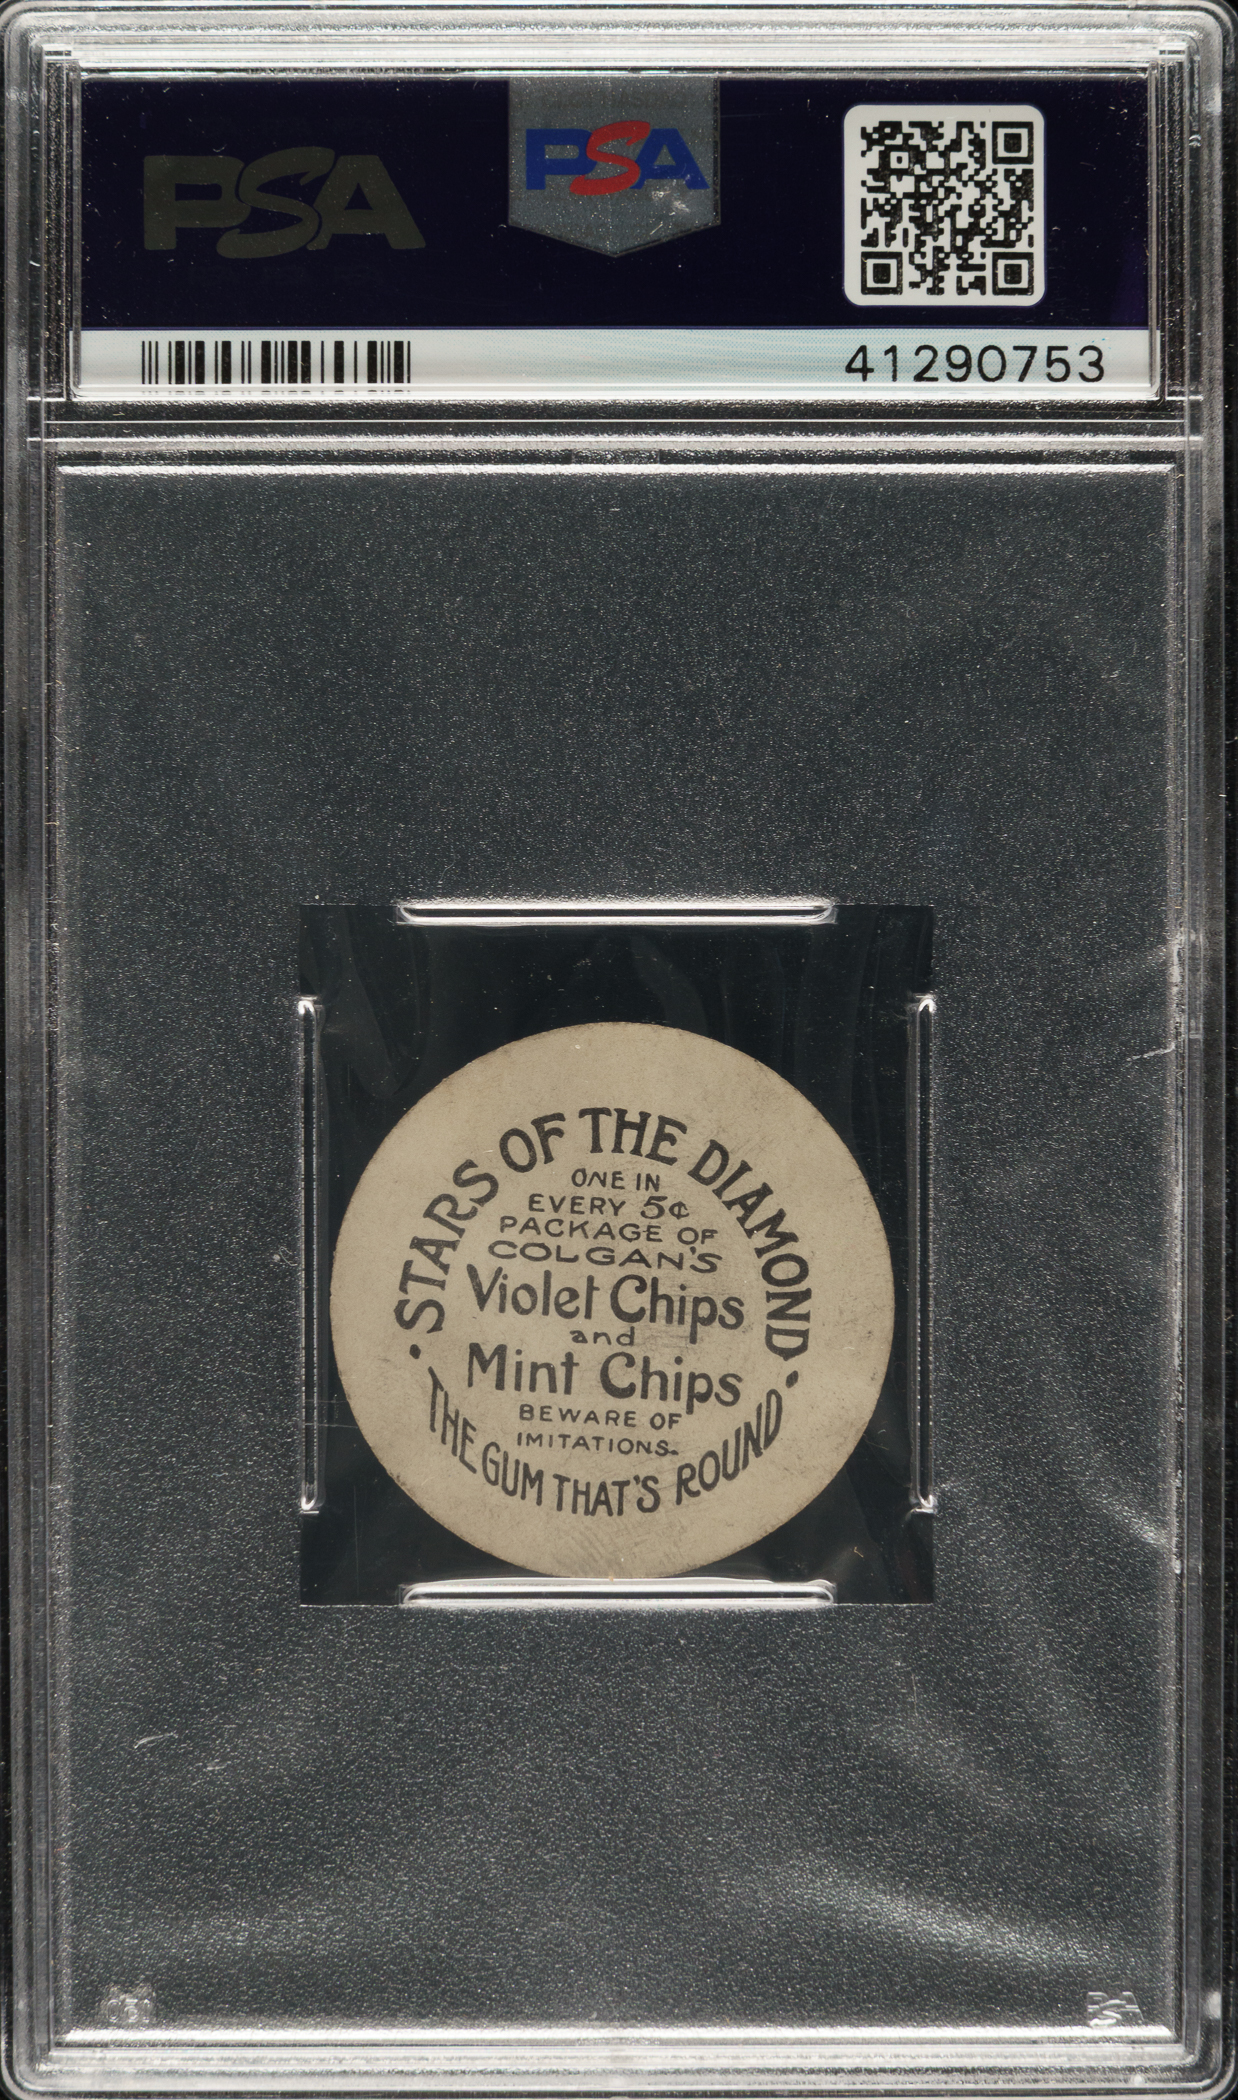 PSA
PSA
41290753
• STARS OF THE DIAMOND •
ONE IN
EVERY 5¢
PACKAGE OF
COLGAN'S
Violet Chips
and
Mint Chips
BEWARE OF
IMITATIONS.
THE GUM THAT'S ROUND
PSA